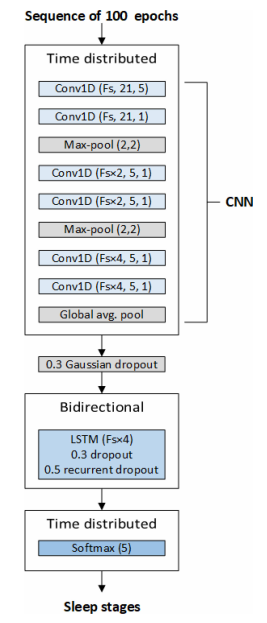 Sequence of 100 epochs
Time distributed
Conv1D (Fs, 21, 5)
Conv1D (Fs, 21, 1)
Max-pool (2,2)
Conv1D (Fs×2, 5, 1)
Conv1D (Fs×2, 5, 1)
Max-pool (2,2)
Conv1D (Fs×4, 5, 1)
Conv1D (Fs×4, 5, 1)
Global avg. pool
CNN
0.3 Gaussian dropout
Bidirectional
LSTM (Fs×4)
0.3 dropout
0.5 recurrent dropout
Time distributed
Softmax (5)
Sleep stages